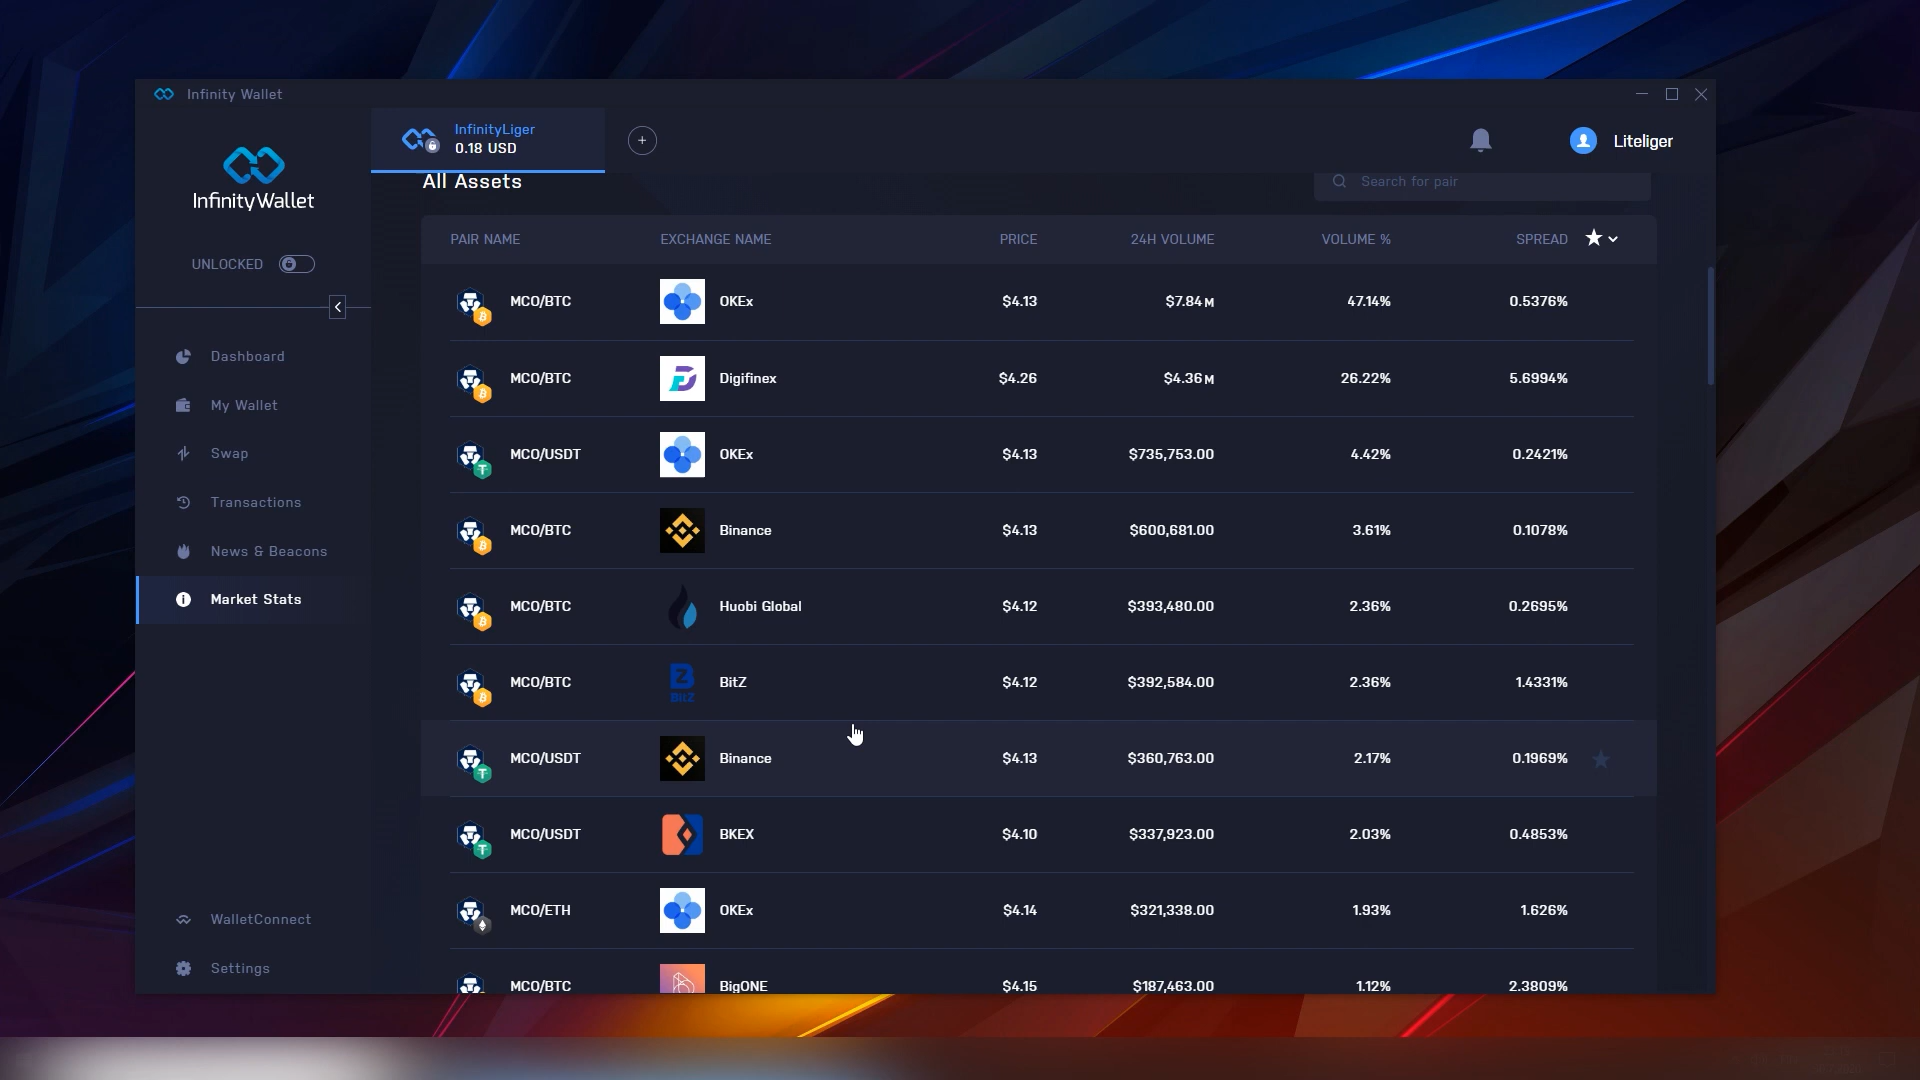 Infinity Wallet
InfinityWallet
UNLOCKED
Dashboard
My Wallet
Swap
Transactions
News & Beacons
Market Stats
WalletConnect
Settings
InfinityLiger
0.18 USD
Liteliger
All Assets
Search for pair
PAIR NAME EXCHANGE NAME PRICE 24H VOLUME VOLUME % SPREAD
MCO/BTC OKEx $4.13 $7.84 M 47.14% 0.5376%
MCO/BTC Digifinex $4.26 $4.36 M 26.22% 5.6994%
MCO/USDT OKEx $4.13 $735,753.00 4.42% 0.2421%
MCO/BTC Binance $4.13 $600,681.00 3.61% 0.1078%
MCO/BTC Huobi Global $4.12 $393,480.00 2.36% 0.2695%
MCO/BTC BitZ BitZ $4.12 $392,584.00 2.36% 1.4331%
MCO/USDT Binance $4.13 $360,763.00 2.17% 0.1969%
MCO/USDT BKEX $4.10 $337,923.00 2.03% 0.4853%
MCO/ETH OKEx $4.14 $321,338.00 1.93% 1.626%
MCO/BTC BigONE $4.15 $187,463.00 1.12% 2.3809%